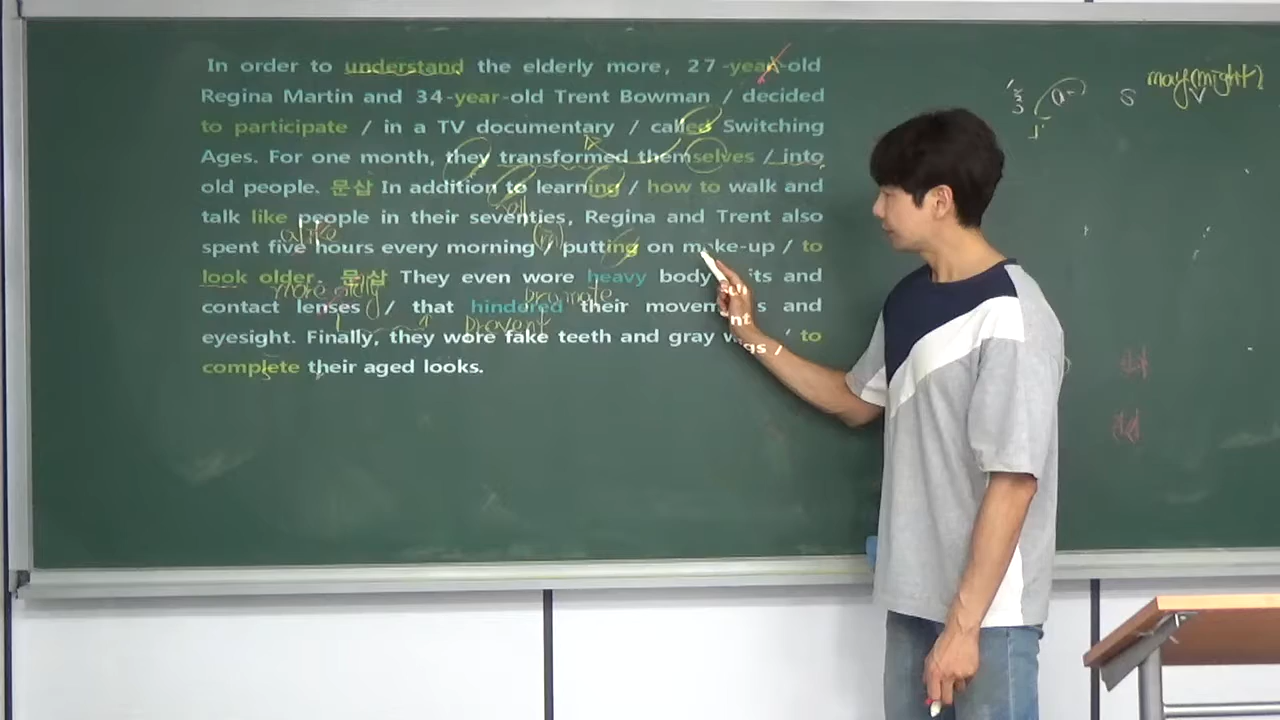 In order to understand the elderly more, 27-year-old
Regina Martin and 34-year-old Trent Bowman / decided
to participate / in a TV documentary / called Switching
Ages. For one month, they transformed themselves / into
old people. 문삽 In addition to learning / how to walk and
talk like people in their seventies, Regina and Trent also
alike
spent five hours every morning (in) putting on make-up / to
look older. 문삽 They even wore heavy body suits and
promote
contact lenses / that hindered their movements and
prevent
eyesight. Finally, they wore fake teeth and gray wigs / to
complete their aged looks.
(a-)
S may(might)
V